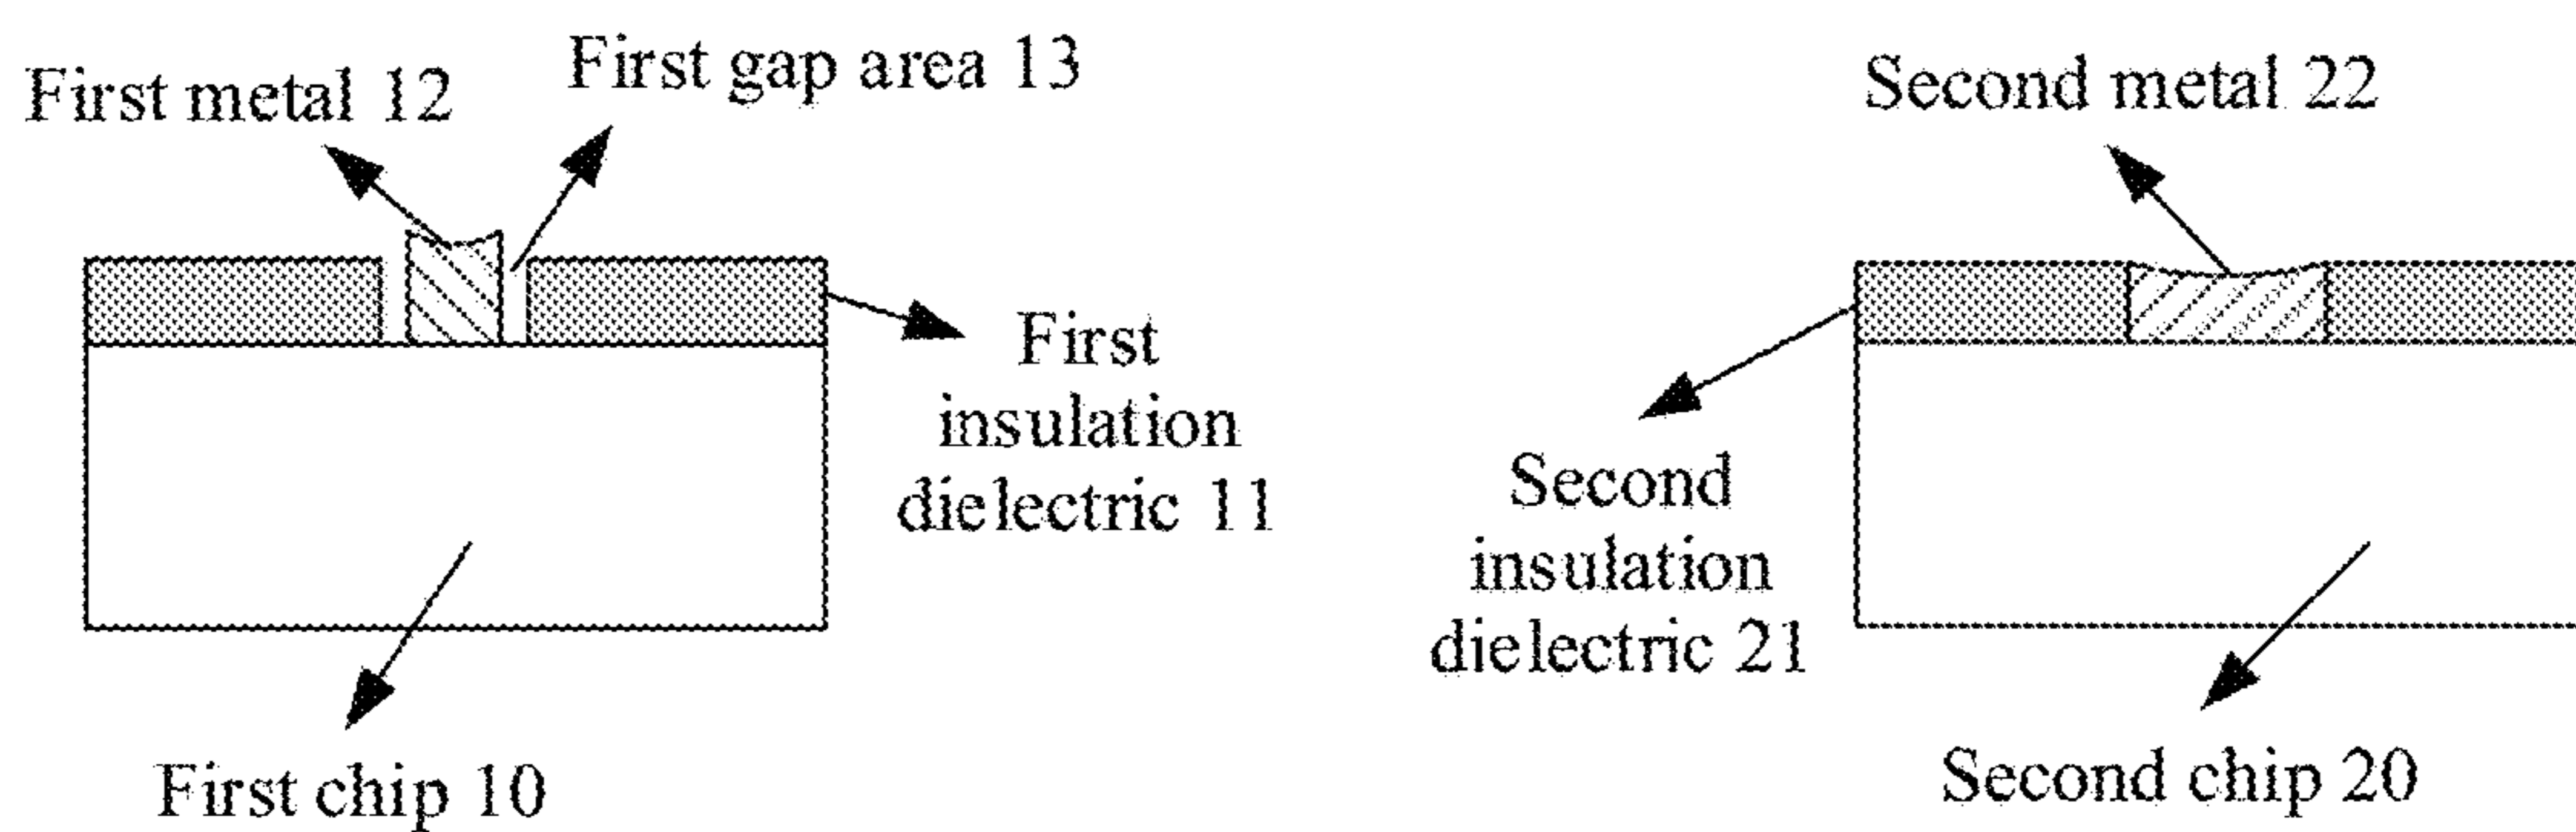 First metal 12
First gap area 13
Second metal 22
First
insulation
dielectric 11
Second
insulation
dielectric 21
First chip 10
Second chip 20